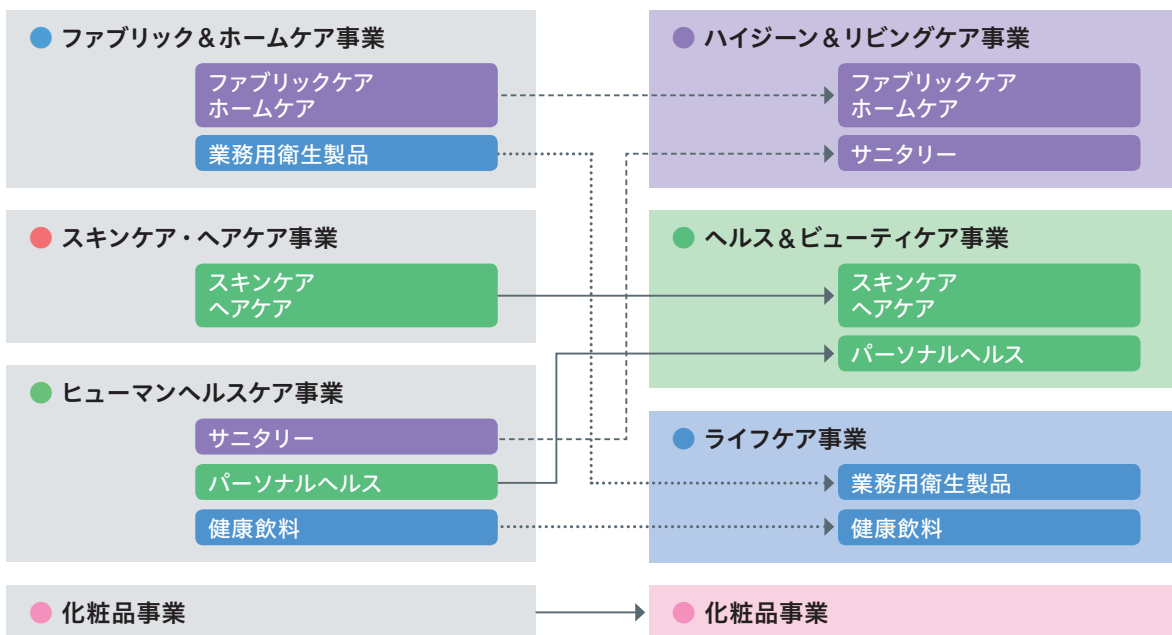 ファブリック＆ホームケア事業
ファブリックケア
ホームケア
業務用衛生製品
スキンケア・ヘアケア事業
スキンケア
ヘアケア
ヒューマンヘルスケア事業
サニタリー
パーソナルヘルス
健康飲料
化粧品事業
ハイジーン＆リビングケア事業
ファブリックケア
ホームケア
サニタリー
ヘルス＆ビューティケア事業
スキンケア
ヘアケア
パーソナルヘルス
ライフケア事業
業務用衛生製品
健康飲料
化粧品事業